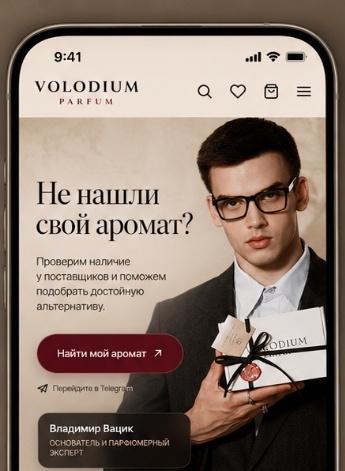 9:41
VOLODIUM
PARFUM
Не нашли
свой аромат?
Проверим наличие
у поставщиков и поможем
подобрать достойную
альтернативу.
LODIUM
Найти мой аромат
Перейдите в Telegram
Владимир Вацик
ОСНОВАТЕЛЬ И ПАРФЮМЕРНЫЙ
ЭКСПЕРТ